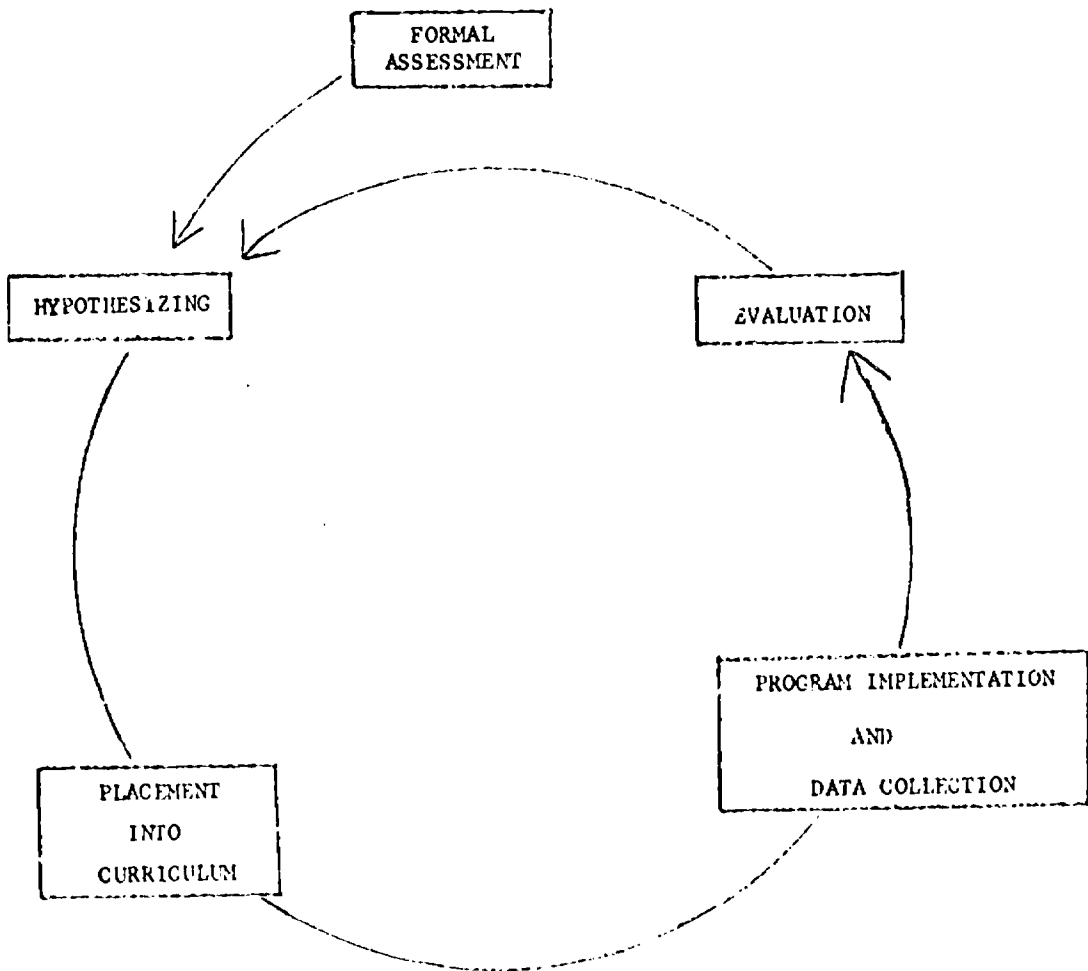 FORMAL
ASSESSMENT
HYPOTHESIZING
EVALUATION
PROGRAM IMPLEMENTATION
AND
DATA COLLECTION
PLACEMENT
INTO
CURRICULUM